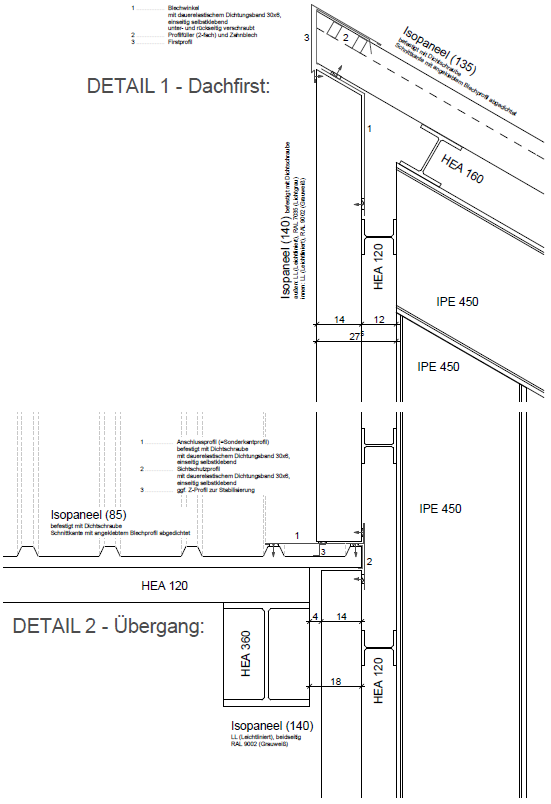 1 Blechwinkel
mit dauerelastischem Dichtungsband 30x6,
einseitig selbstklebend
unter- und rückseitig verschraubt
2 Profilfüller (2-fach) und Zahnblech
3 Firstprofil
DETAIL 1 - Dachfirst:
3
2
Isopaneel (135)
befestigt mit Dichtschraube
Schnittkante mit angeklebtem Blechprofil abgedichtet
1
HEA 160
Isopaneel (140) befestigt mit Dichtschraube
außen: LL (Leichtliniert), RAL 7035 (Lichtgrau)
innen: LL (Leichtliniert), RAL 9002 (Grauweiß)
HEA 120
IPE 450
14
12
27⁵
IPE 450
1 Anschlussprofil (=Sonderkantprofil)
befestigt mit Dichtschraube
mit dauerelastischem Dichtungsband 30x6,
einseitig selbstklebend
2 Sichtschutzprofil
mit dauerelastischem Dichtungsband 30x6,
einseitig selbstklebend
3 ggf. Z-Profil zur Stabilisierung
Isopaneel (85)
befestigt mit Dichtschraube
Schnittkante mit angeklebtem Blechprofil abgedichtet
IPE 450
1
3
2
HEA 120
DETAIL 2 - Übergang:
4
14
HEA 360
18
HEA 120
Isopaneel (140)
LL (Leichtliniert), beidseitig
RAL 9002 (Grauweiß)